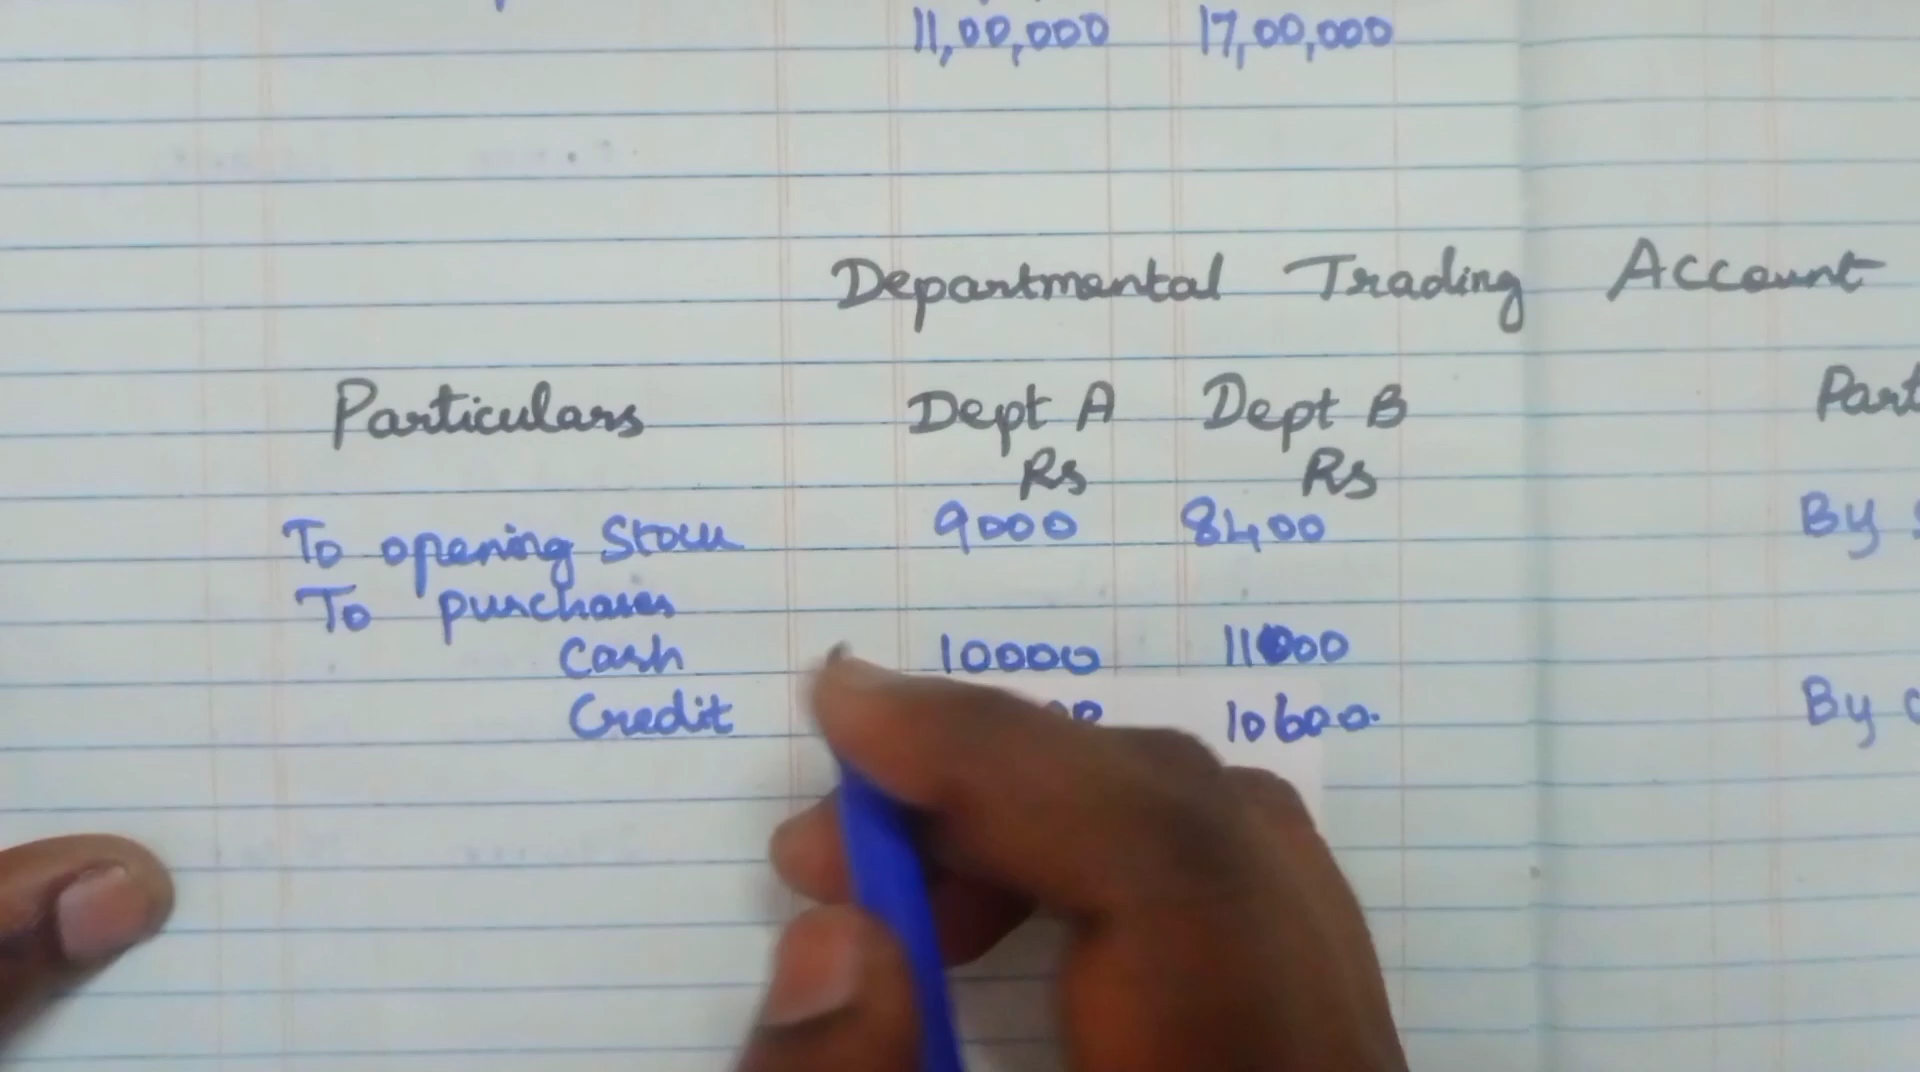 11,00,000 17,00,000
Departmental Trading Account
Particulars Dept A Dept B
Rs Rs
To opening Stock 9000 8400 By
To purchases
Cash 10000 11000
Credit 10600 By